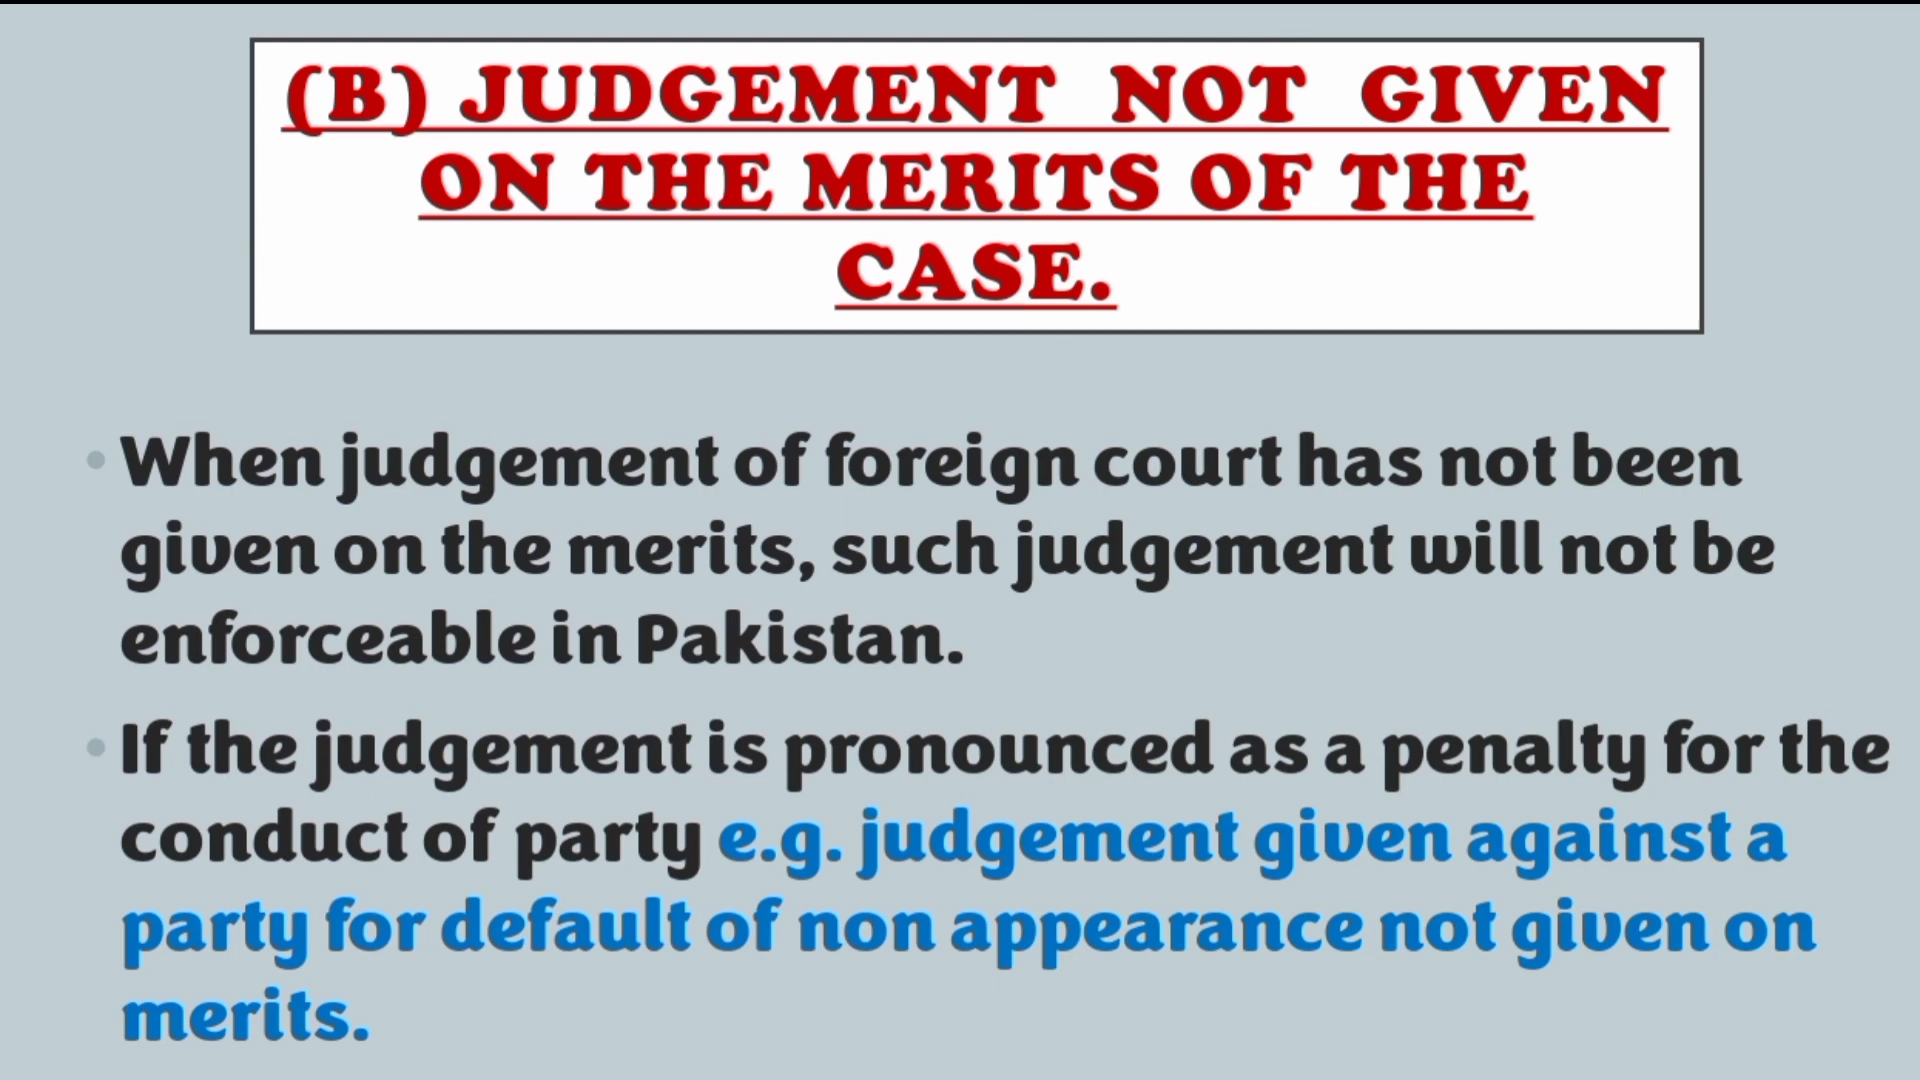 (B) JUDGEMENT NOT GIVEN
ON THE MERITS OF THE
CASE.
• When judgement of foreign court has not been
given on the merits, such judgement will not be
enforceable in Pakistan.
• If the judgement is pronounced as a penalty for the
conduct of party e.g. judgement given against a
party for default of non appearance not given on
merits.